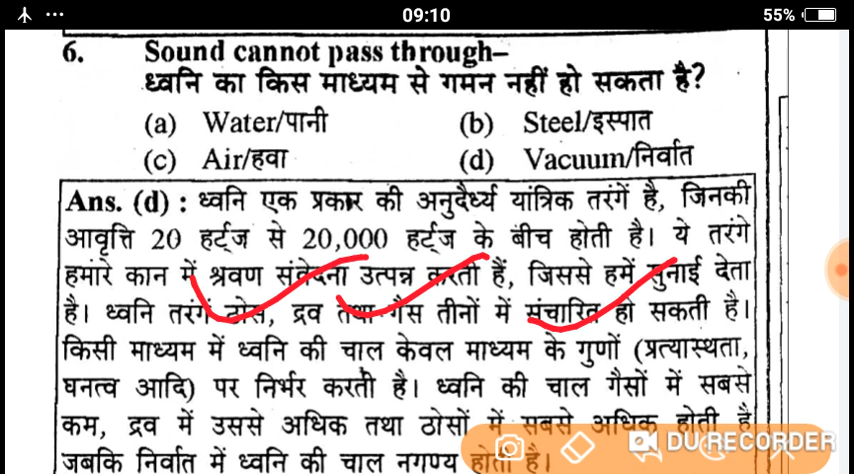 09:10
55%
6. Sound cannot pass through–
ध्वनि का किस माध्यम से गमन नहीं हो सकता है?
(a) Water/पानी (b) Steel/इस्पात
(c) Air/हवा (d) Vacuum/निर्वात
Ans. (d) : ध्वनि एक प्रकार की अनुदैर्ध्य यांत्रिक तरंगें है, जिनकी
आवृत्ति 20 हर्ट्ज से 20,000 हर्ट्ज के बीच होती है। ये तरंगे
हमारे कान में श्रवण संवेदना उत्पन्न करती हैं, जिससे हमें सुनाई देता
है। ध्वनि तरंगें ठोस, द्रव तथा गैस तीनों में संचारित हो सकती है।
किसी माध्यम में ध्वनि की चाल केवल माध्यम के गुणों (प्रत्यास्थता,
घनत्व आदि) पर निर्भर करती है। ध्वनि की चाल गैसों में सबसे
कम, द्रव में उससे अधिक तथा ठोसों में सबसे अधिक होती है
जबकि निर्वात में ध्वनि की चाल नगण्य होती है।
DU RECORDER